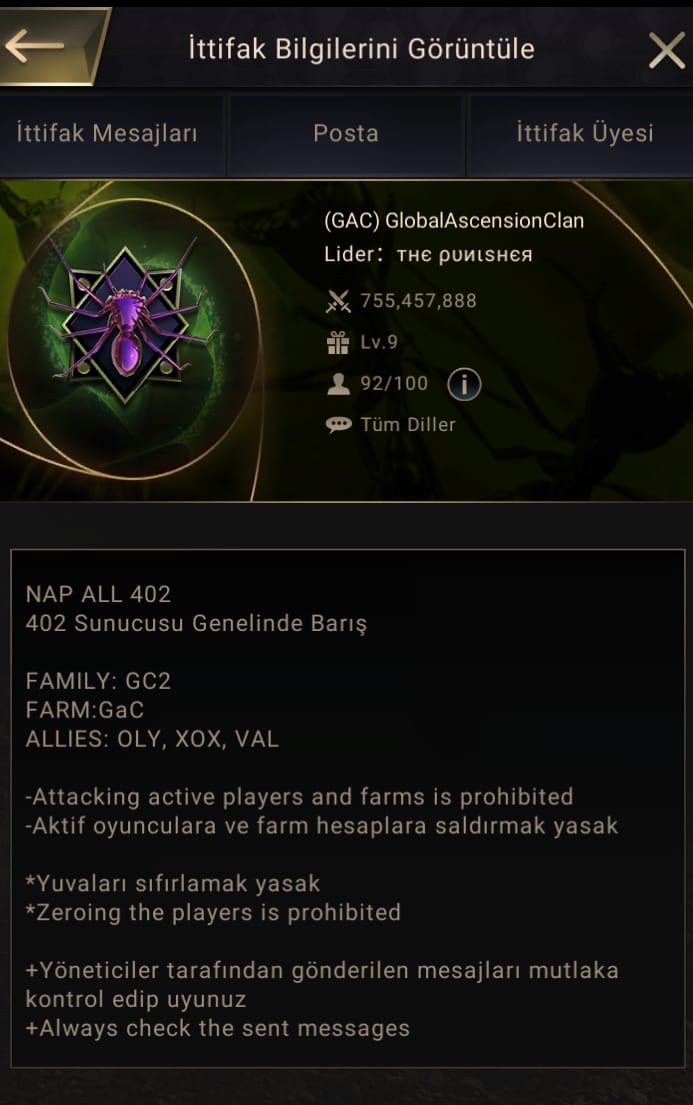 İttifak Bilgilerini Görüntüle
İttifak Mesajları
Posta
İttifak Üyesi
(GAC) GlobalAscensionClan
Lider: тнє ρυиιѕнєя
755,457,888
Lv.9
92/100
Tüm Diller
NAP ALL 402
402 Sunucusu Genelinde Barış
FAMILY: GC2
FARM:GaC
ALLIES: OLY, XOX, VAL
-Attacking active players and farms is prohibited
-Aktif oyunculara ve farm hesaplara saldırmak yasak
*Yuvaları sıfırlamak yasak
*Zeroing the players is prohibited
+Yöneticiler tarafından gönderilen mesajları mutlaka
kontrol edip uyunuz
+Always check the sent messages